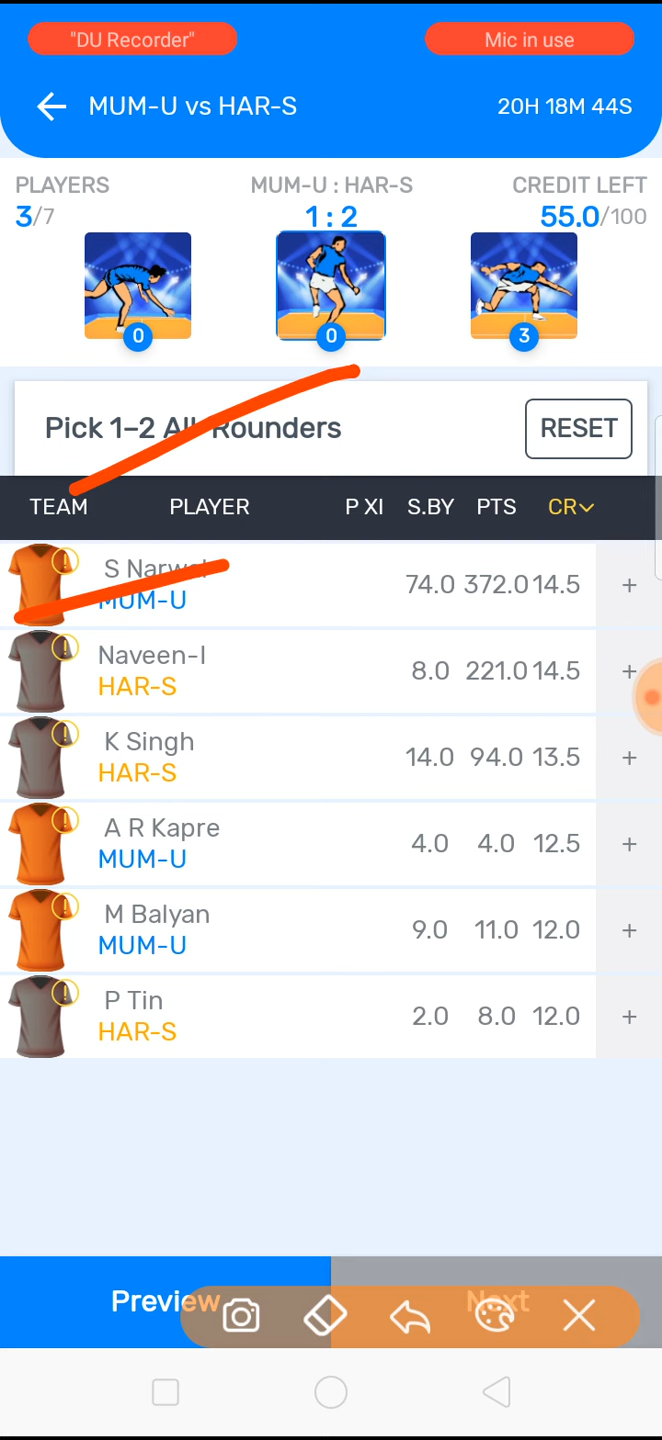 "DU Recorder" Mic in use
MUM-U vs HAR-S 20H 18M 44S
PLAYERS MUM-U : HAR-S CREDIT LEFT
3/7 1 : 2 55.0/100
0 0 3
Pick 1–2 All-Rounders RESET
TEAM PLAYER P XI S.BY PTS CR
S Narwal 74.0 372.0 14.5 +
MUM-U
Naveen-I 8.0 221.0 14.5 +
HAR-S
K Singh 14.0 94.0 13.5 +
HAR-S
A R Kapre 4.0 4.0 12.5 +
MUM-U
M Balyan 9.0 11.0 12.0 +
MUM-U
P Tin 2.0 8.0 12.0 +
HAR-S
Preview Next